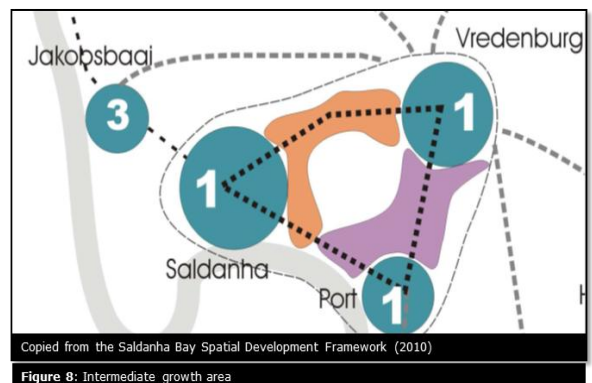 Jakobsbaai
Vredenburg
3
1
1
Saldanha
Port
1
H
Copied from the Saldanha Bay Spatial Development Framework (2010)
Figure 8: Intermediate growth area